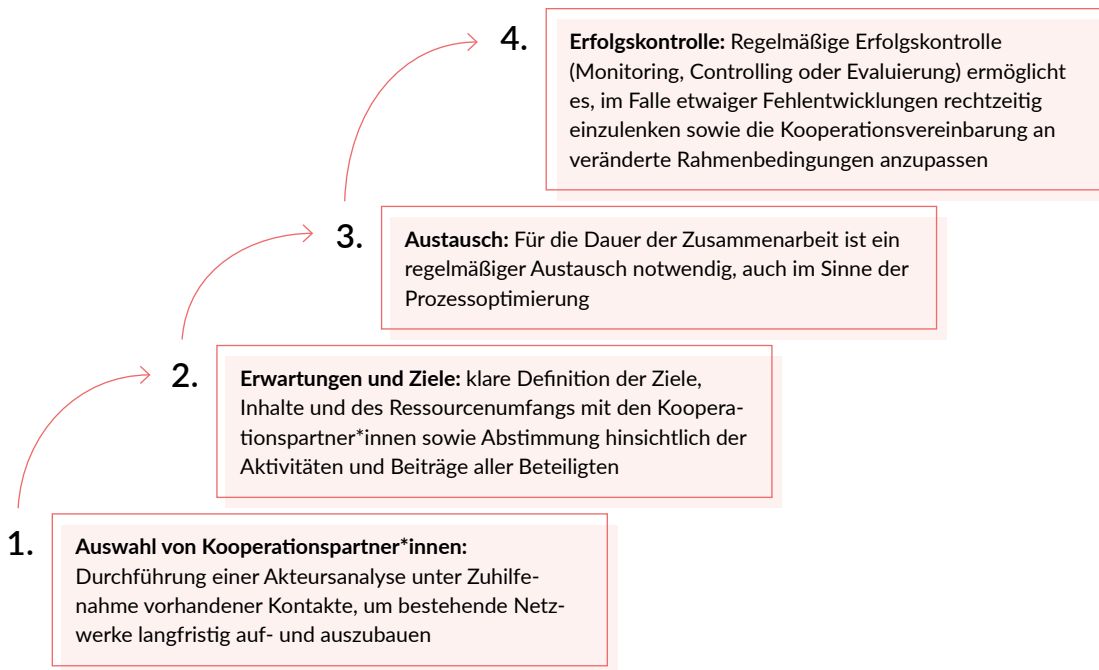 4.
Erfolgskontrolle: Regelmäßige Erfolgskontrolle
(Monitoring, Controlling oder Evaluierung) ermöglicht
es, im Falle etwaiger Fehlentwicklungen rechtzeitig
einzulenken sowie die Kooperationsvereinbarung an
veränderte Rahmenbedingungen anzupassen
3.
Austausch: Für die Dauer der Zusammenarbeit ist ein
regelmäßiger Austausch notwendig, auch im Sinne der
Prozessoptimierung
2.
Erwartungen und Ziele: klare Definition der Ziele,
Inhalte und des Ressourcenumfangs mit den Koopera-
tionspartner*innen sowie Abstimmung hinsichtlich der
Aktivitäten und Beiträge aller Beteiligten
1.
Auswahl von Kooperationspartner*innen:
Durchführung einer Akteursanalyse unter Zuhilfe-
nahme vorhandener Kontakte, um bestehende Netz-
werke langfristig auf- und auszubauen